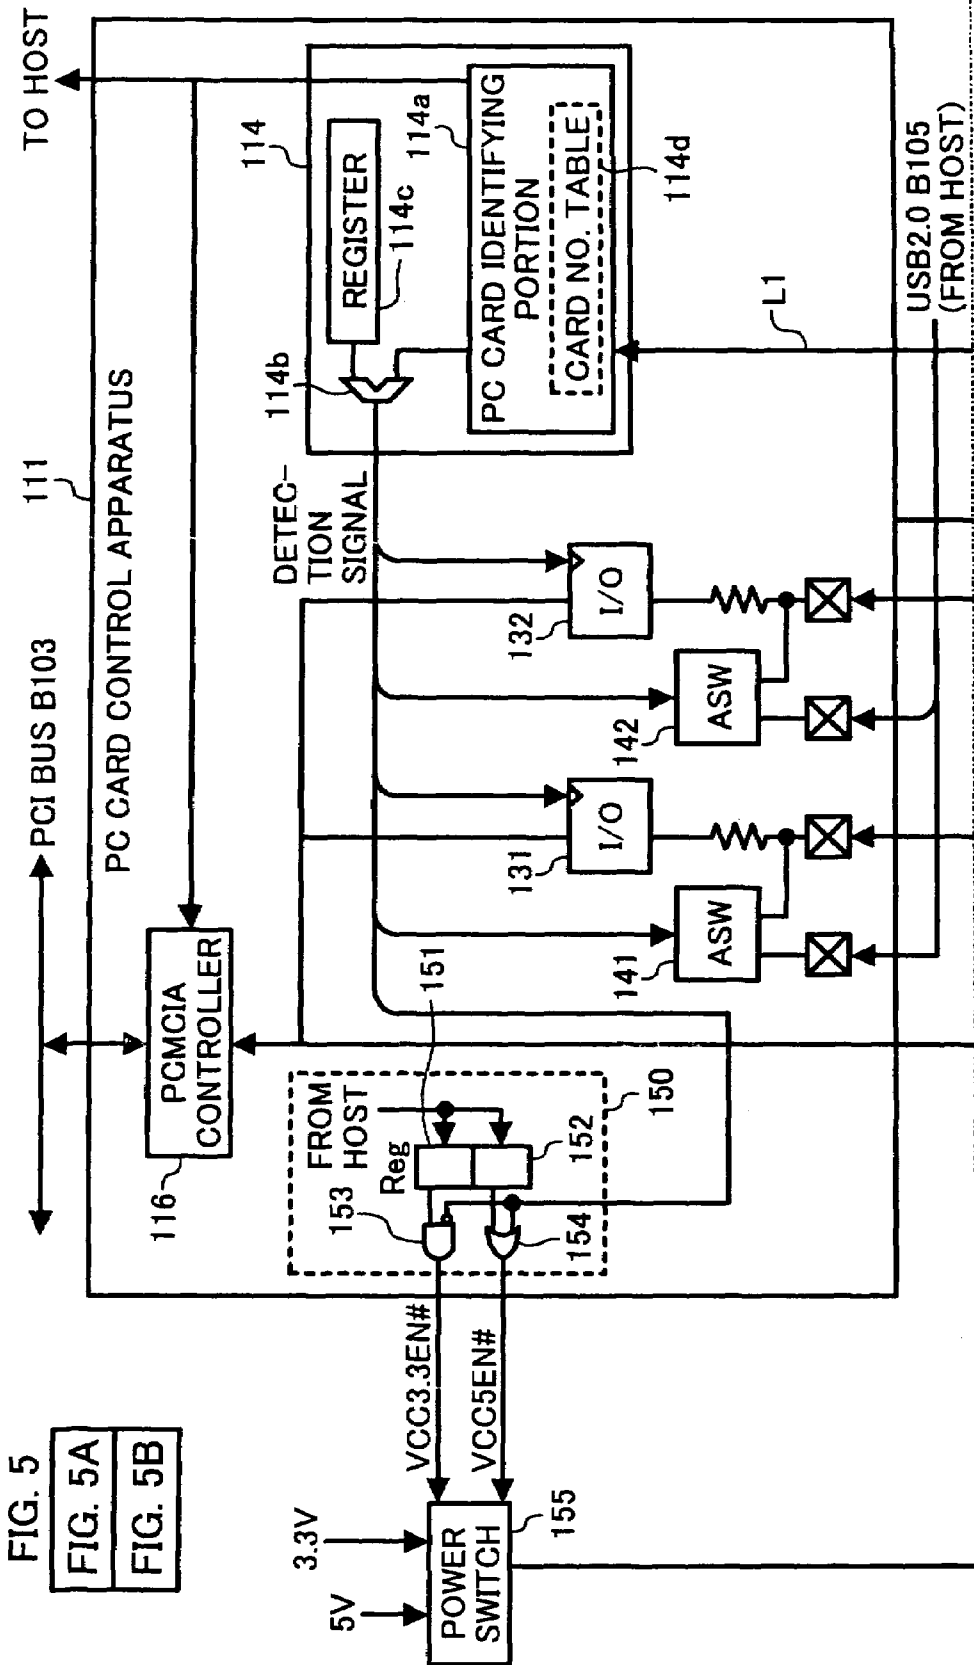 FIG. 5
FIG. 5A
FIG. 5B
PCI BUS B103
TO HOST
111
PC CARD CONTROL APPARATUS
116
PCMCIA
CONTROLLER
114
REGISTER
114c
114b
114a
PC CARD IDENTIFYING
PORTION
CARD NO. TABLE
114d
DETEC-
TION
SIGNAL
FROM
HOST
151
Reg
153
152
154
150
VCC3.3EN#
VCC5EN#
3.3V
5V
POWER
SWITCH
155
I/O
131
I/O
132
ASW
141
ASW
142
L1
USB2.0 B105
(FROM HOST)